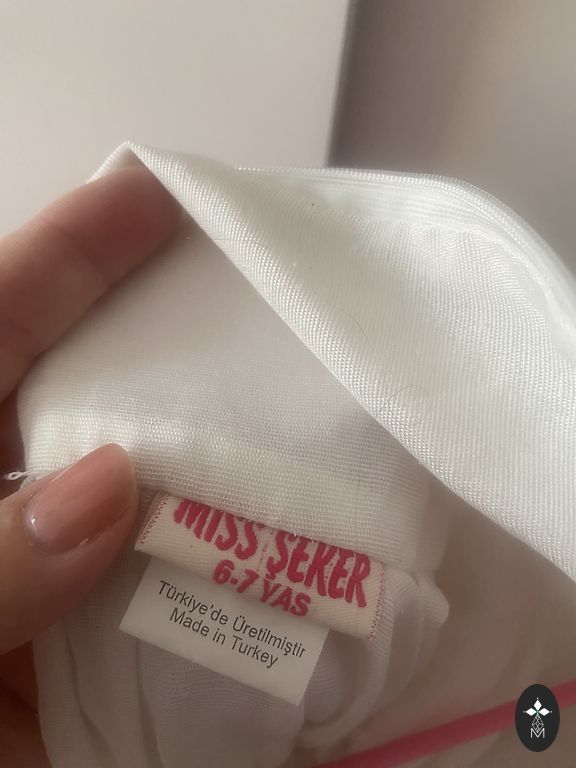 MISS ŞEKER
6-7 YAŞ
Türkiye'de Üretilmiştir
Made in Turkey
M